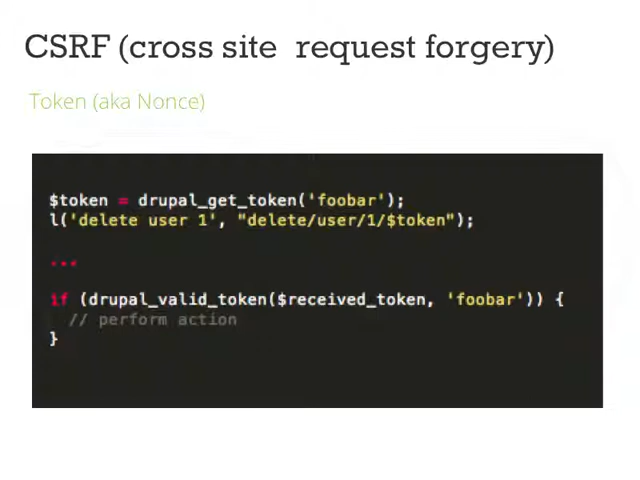 CSRF (cross site request forgery)
Token (aka Nonce)
$token = drupal_get_token('foobar');
l('delete user 1', "delete/user/1/$token");
...
if (drupal_valid_token($received_token, 'foobar')) {
// perform action
}